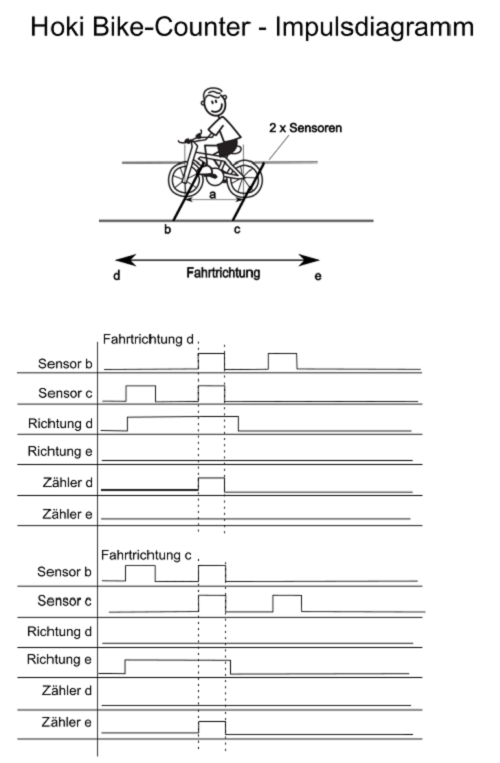 Hoki Bike-Counter - Impulsdiagramm
2 x Sensoren
a
b c
d Fahrtrichtung e
Fahrtrichtung d
Sensor b
Sensor c
Richtung d
Richtung e
Zähler d
Zähler e
Fahrtrichtung c
Sensor b
Sensor c
Richtung d
Richtung e
Zähler d
Zähler e